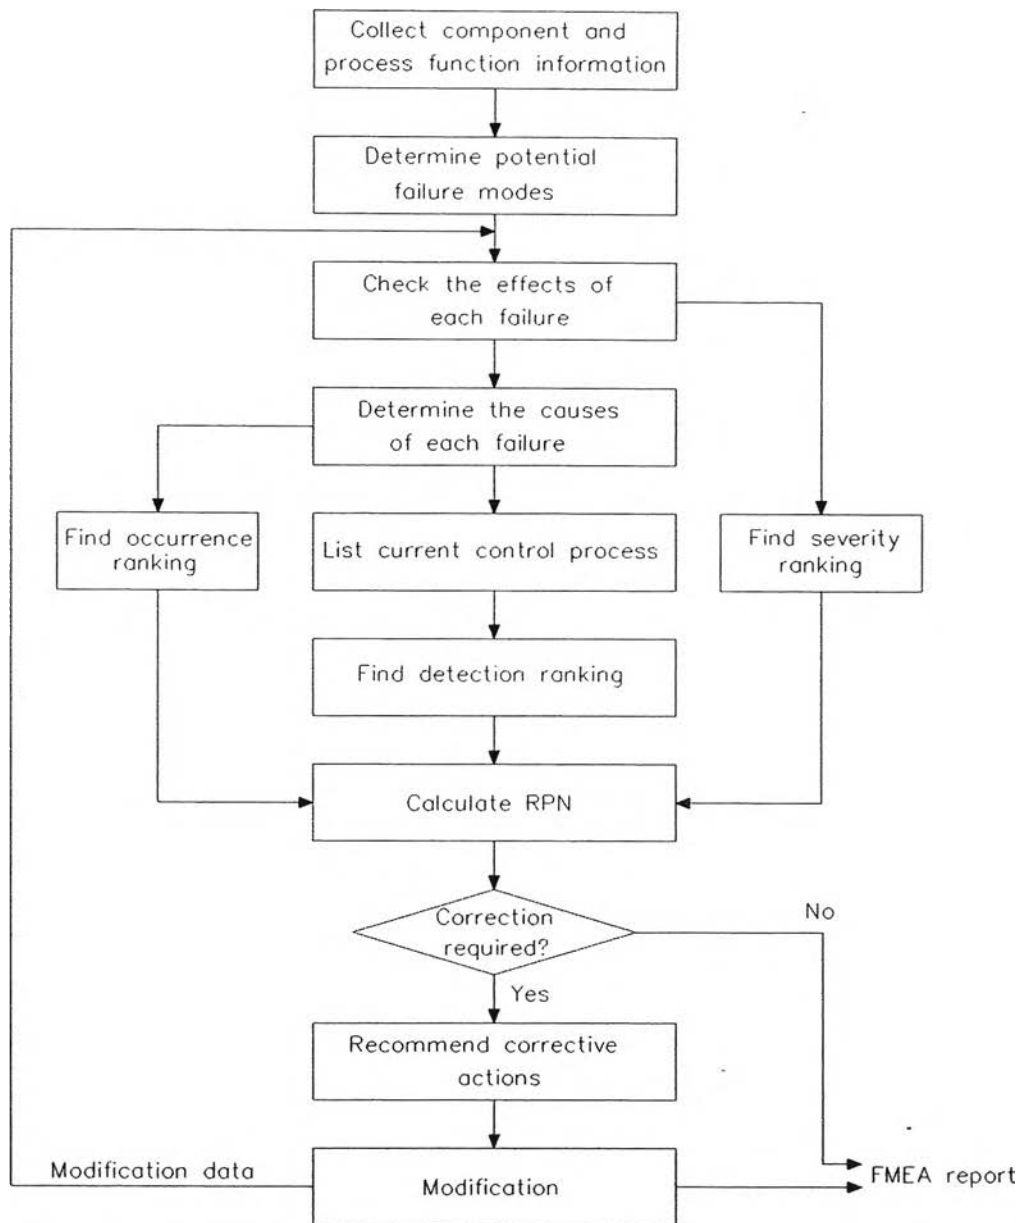 Collect component and
process function information
Determine potential
failure modes
Check the effects of
each failure
Determine the causes
of each failure
Find occurrence
ranking
List current control process
Find severity
ranking
Find detection ranking
Calculate RPN
Correction
required?
No
Yes
Recommend corrective
actions
Modification data
Modification
FMEA report